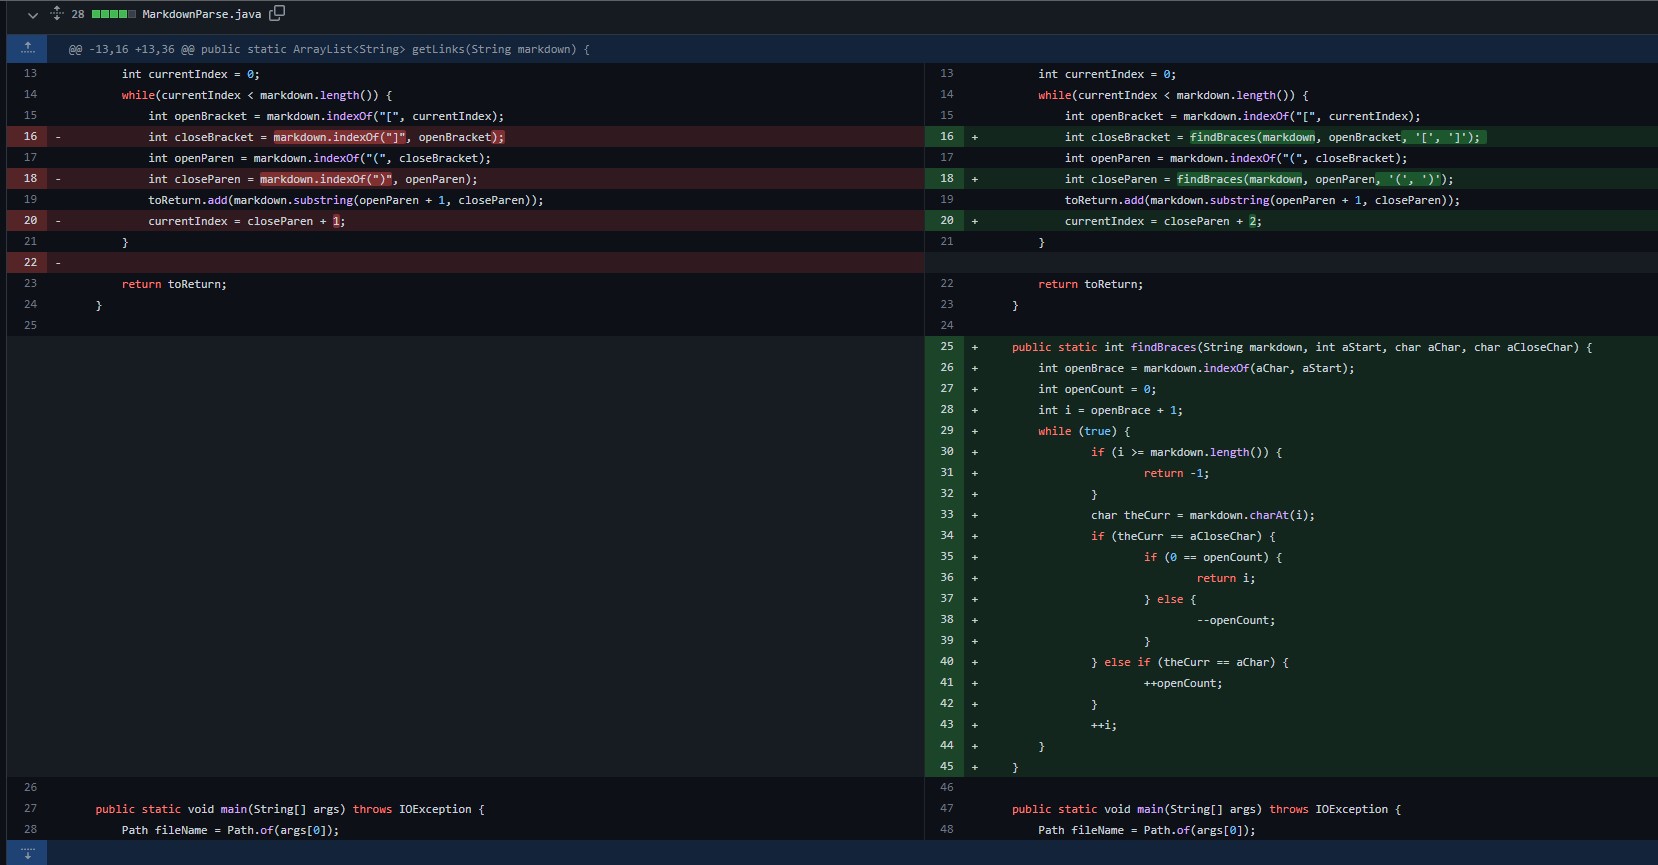 28 MarkdownParse.java
@@ -13,16 +13,36 @@ public static ArrayList<String> getLinks(String markdown) {
13 int currentIndex = 0;
14 while(currentIndex < markdown.length()) {
15 int openBracket = markdown.indexOf("[", currentIndex);
16 - int closeBracket = markdown.indexOf("]", openBracket);
17 int openParen = markdown.indexOf("(", closeBracket);
18 - int closeParen = markdown.indexOf(")", openParen);
19 toReturn.add(markdown.substring(openParen + 1, closeParen));
20 - currentIndex = closeParen + 1;
21 }
22 -
23 return toReturn;
24 }
25
26
27 public static void main(String[] args) throws IOException {
28 Path fileName = Path.of(args[0]);
13 int currentIndex = 0;
14 while(currentIndex < markdown.length()) {
15 int openBracket = markdown.indexOf("[", currentIndex);
16 + int closeBracket = findBraces(markdown, openBracket, '[', ']');
17 int openParen = markdown.indexOf("(", closeBracket);
18 + int closeParen = findBraces(markdown, openParen, '(', ')');
19 toReturn.add(markdown.substring(openParen + 1, closeParen));
20 + currentIndex = closeParen + 2;
21 }
22 return toReturn;
23 }
24
25 + public static int findBraces(String markdown, int aStart, char aChar, char aCloseChar) {
26 + int openBrace = markdown.indexOf(aChar, aStart);
27 + int openCount = 0;
28 + int i = openBrace + 1;
29 + while (true) {
30 + if (i >= markdown.length()) {
31 + return -1;
32 + }
33 + char theCurr = markdown.charAt(i);
34 + if (theCurr == aCloseChar) {
35 + if (0 == openCount) {
36 + return i;
37 + } else {
38 + --openCount;
39 + }
40 + } else if (theCurr == aChar) {
41 + ++openCount;
42 + }
43 + ++i;
44 + }
45 + }
46
47 public static void main(String[] args) throws IOException {
48 Path fileName = Path.of(args[0]);